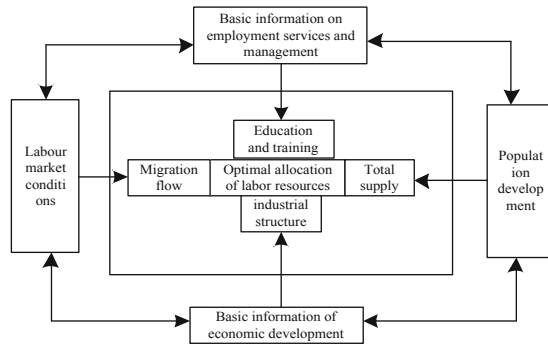 Basic information on
employment services and
management
Education
and training
Labour
market
conditi
ons
Migration
flow
Optimal allocation
of labor resources
Total
supply
Populat
ion
develop
ment
industrial
structure
Basic information of
economic development